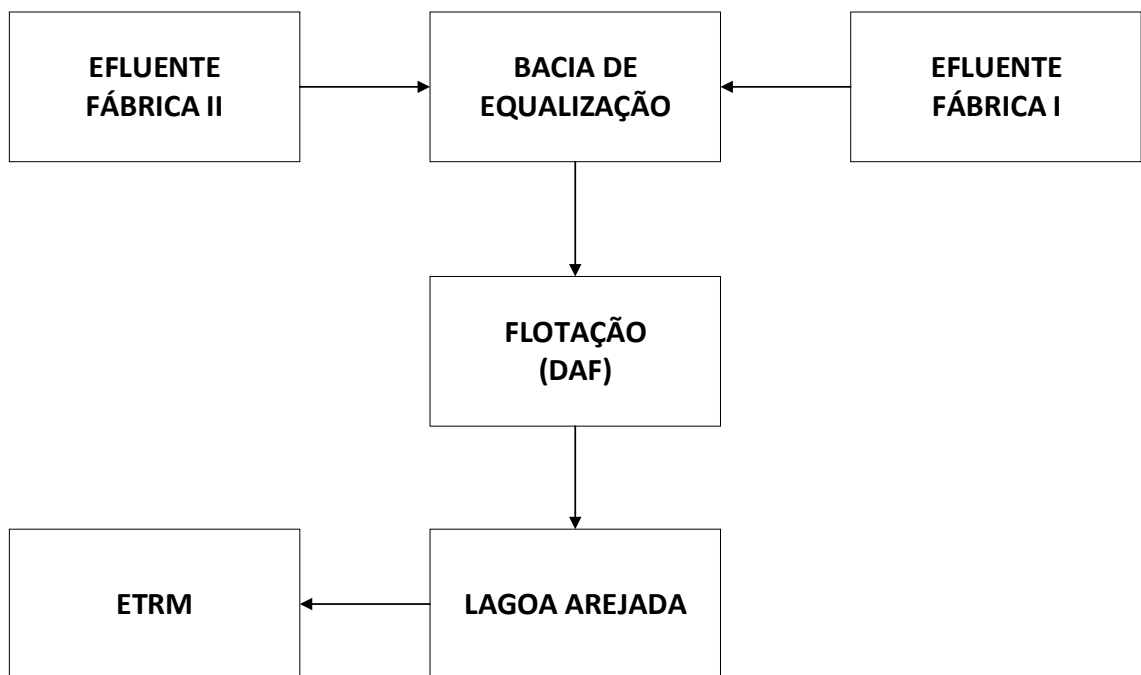 EFLUENTE
FÁBRICA II
BACIA DE
EQUALIZAÇÃO
EFLUENTE
FÁBRICA I
FLOTAÇÃO
(DAF)
ETRM
LAGOA AREJADA